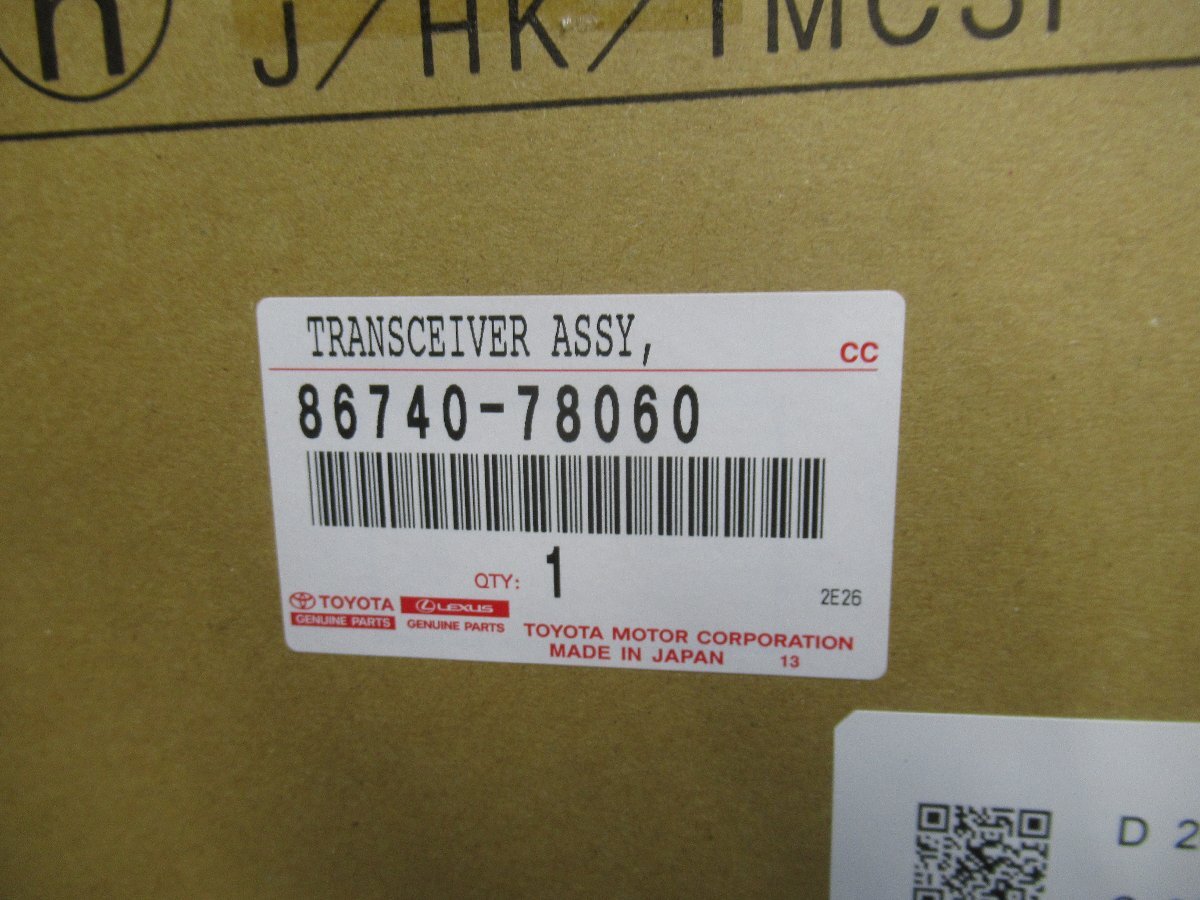 n J/HK/TMCSP
TRANSCEIVER ASSY,
CC
86740-78060
QTY: 1
2E26
TOYOTA
GENUINE PARTS
LEXUS
GENUINE PARTS
TOYOTA MOTOR CORPORATION
MADE IN JAPAN 13
D 2